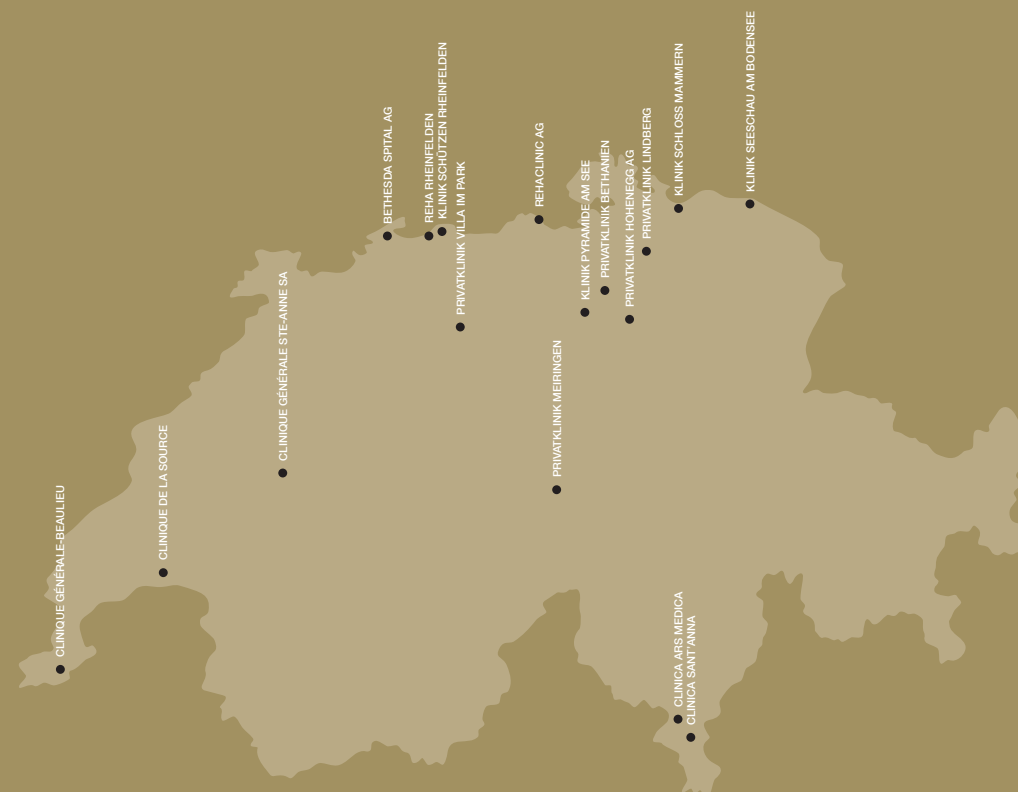 CLINIQUE GÉNÉRALE-BEAULIEU
CLINIQUE DE LA SOURCE
CLINIQUE GÉNÉRALE STE-ANNE SA
BETHESDA SPITAL AG
REHA RHEINFELDEN
KLINIK SCHÜTZEN RHEINFELDEN
PRIVATKLINIK VILLA IM PARK
REHACLINIC AG
PRIVATKLINIK MEIRINGEN
KLINIK PYRAMIDE AM SEE
PRIVATKLINIK BETHANIEN
PRIVATKLINIK HOHENEGG AG
PRIVATKLINIK LINDBERG
KLINIK SCHLOSS MAMMERN
CLINICA ARS MEDICA
CLINICA SANT'ANNA
KLINIK SEESCHAU AM BODENSEE